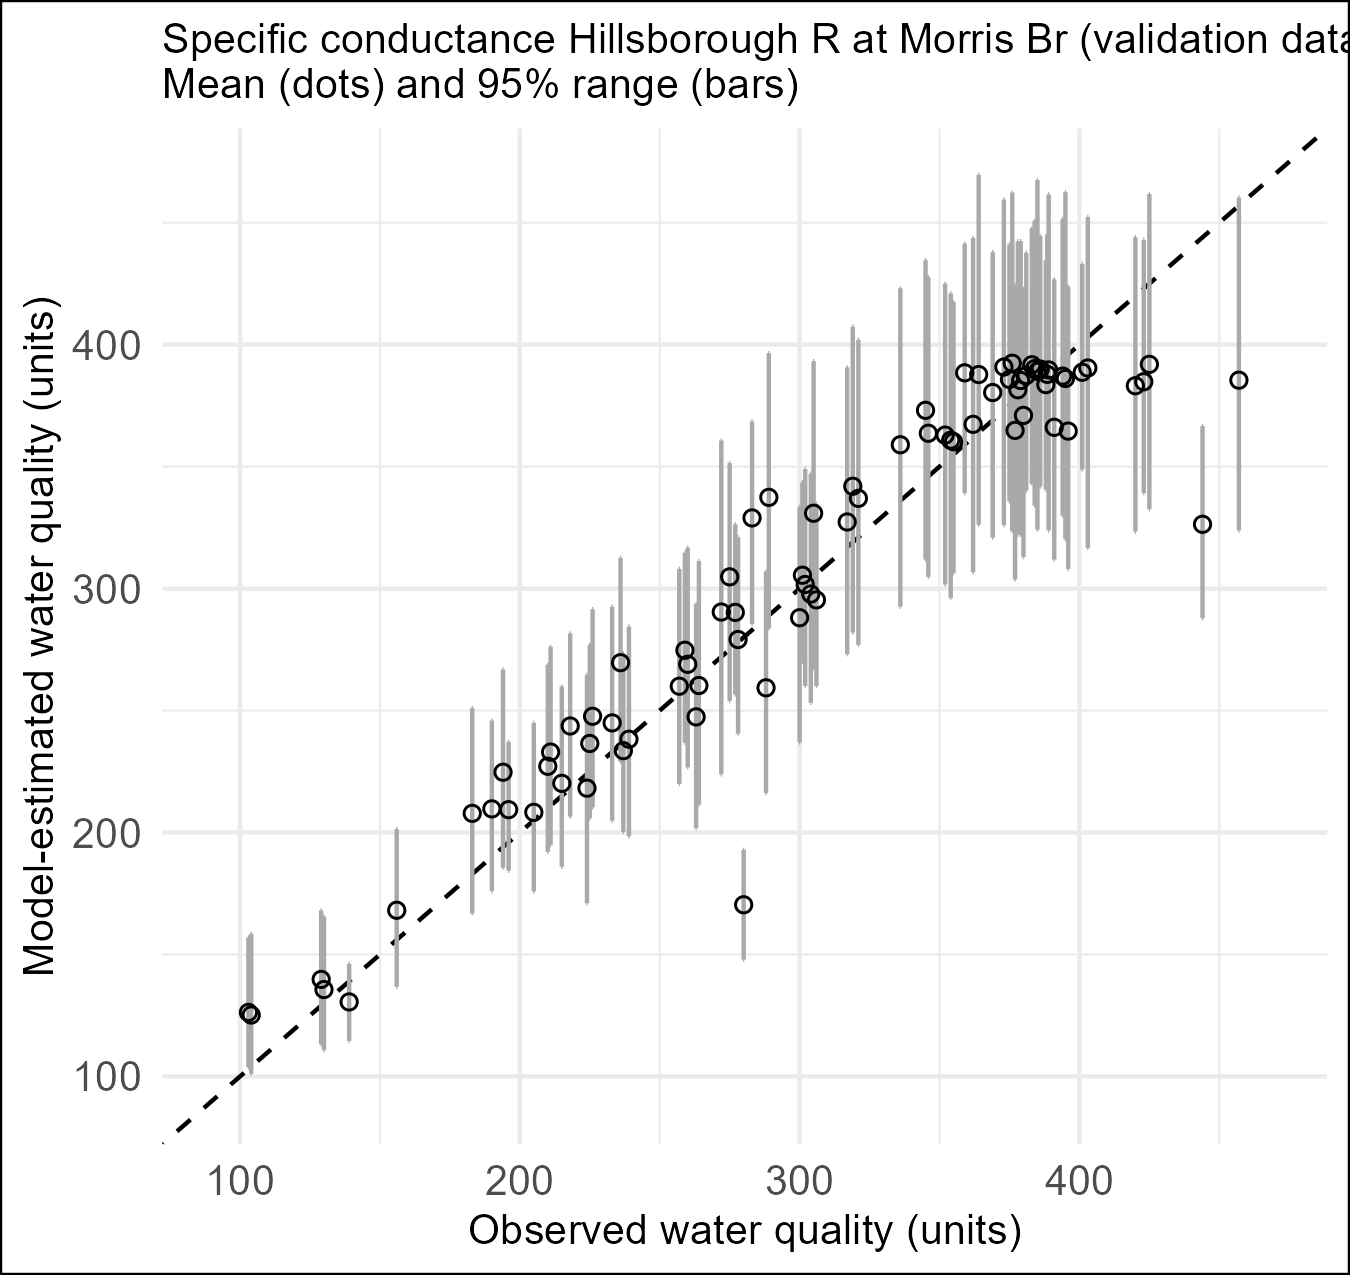 Specific conductance Hillsborough R at Morris Br (validation data
Mean (dots) and 95% range (bars)
Model-estimated water quality (units)
400
300
200
100
100 200 300 400
Observed water quality (units)